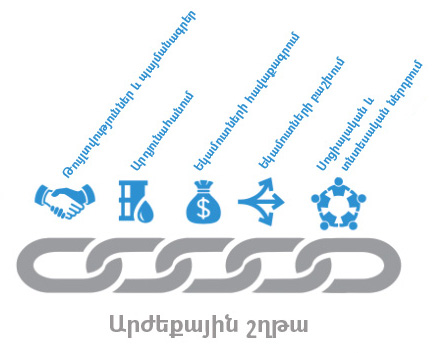 Թույլտվություններ և պայմանագրեր
Արդյունահանում
Եկամուտների հավաքագրում
Եկամուտների բաշխում
Սոցիալական և
տնտեսական ներդրում
$
Արժեքային շղթա